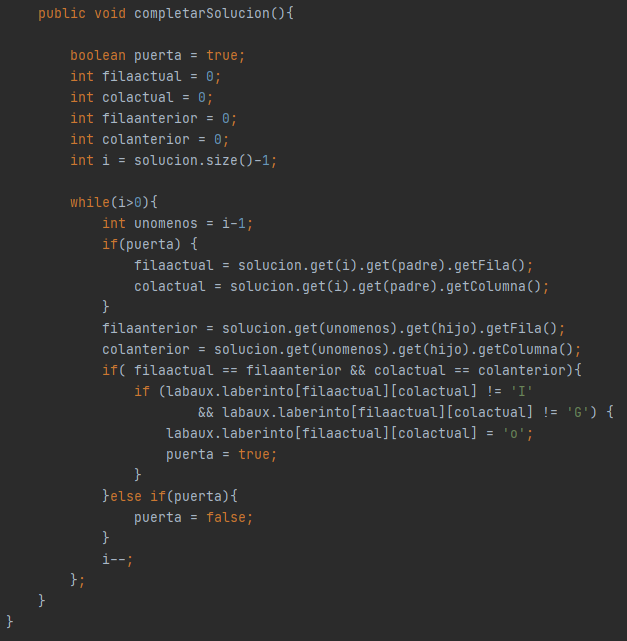 public void completarSolucion(){
boolean puerta = true;
int filaactual = 0;
int colactual = 0;
int filaanterior = 0;
int colanterior = 0;
int i = solucion.size()-1;
while(i>0){
int unomenos = i-1;
if(puerta) {
filaactual = solucion.get(i).get(padre).getFila();
colactual = solucion.get(i).get(padre).getColumna();
}
filaanterior = solucion.get(unomenos).get(hijo).getFila();
colanterior = solucion.get(unomenos).get(hijo).getColumna();
if( filaactual == filaanterior && colactual == colanterior){
if (labaux.laberinto[filaactual][colactual] != 'I'
&& labaux.laberinto[filaactual][colactual] != 'G') {
labaux.laberinto[filaactual][colactual] = 'o';
puerta = true;
}
}else if(puerta){
puerta = false;
}
i--;
};
}
}